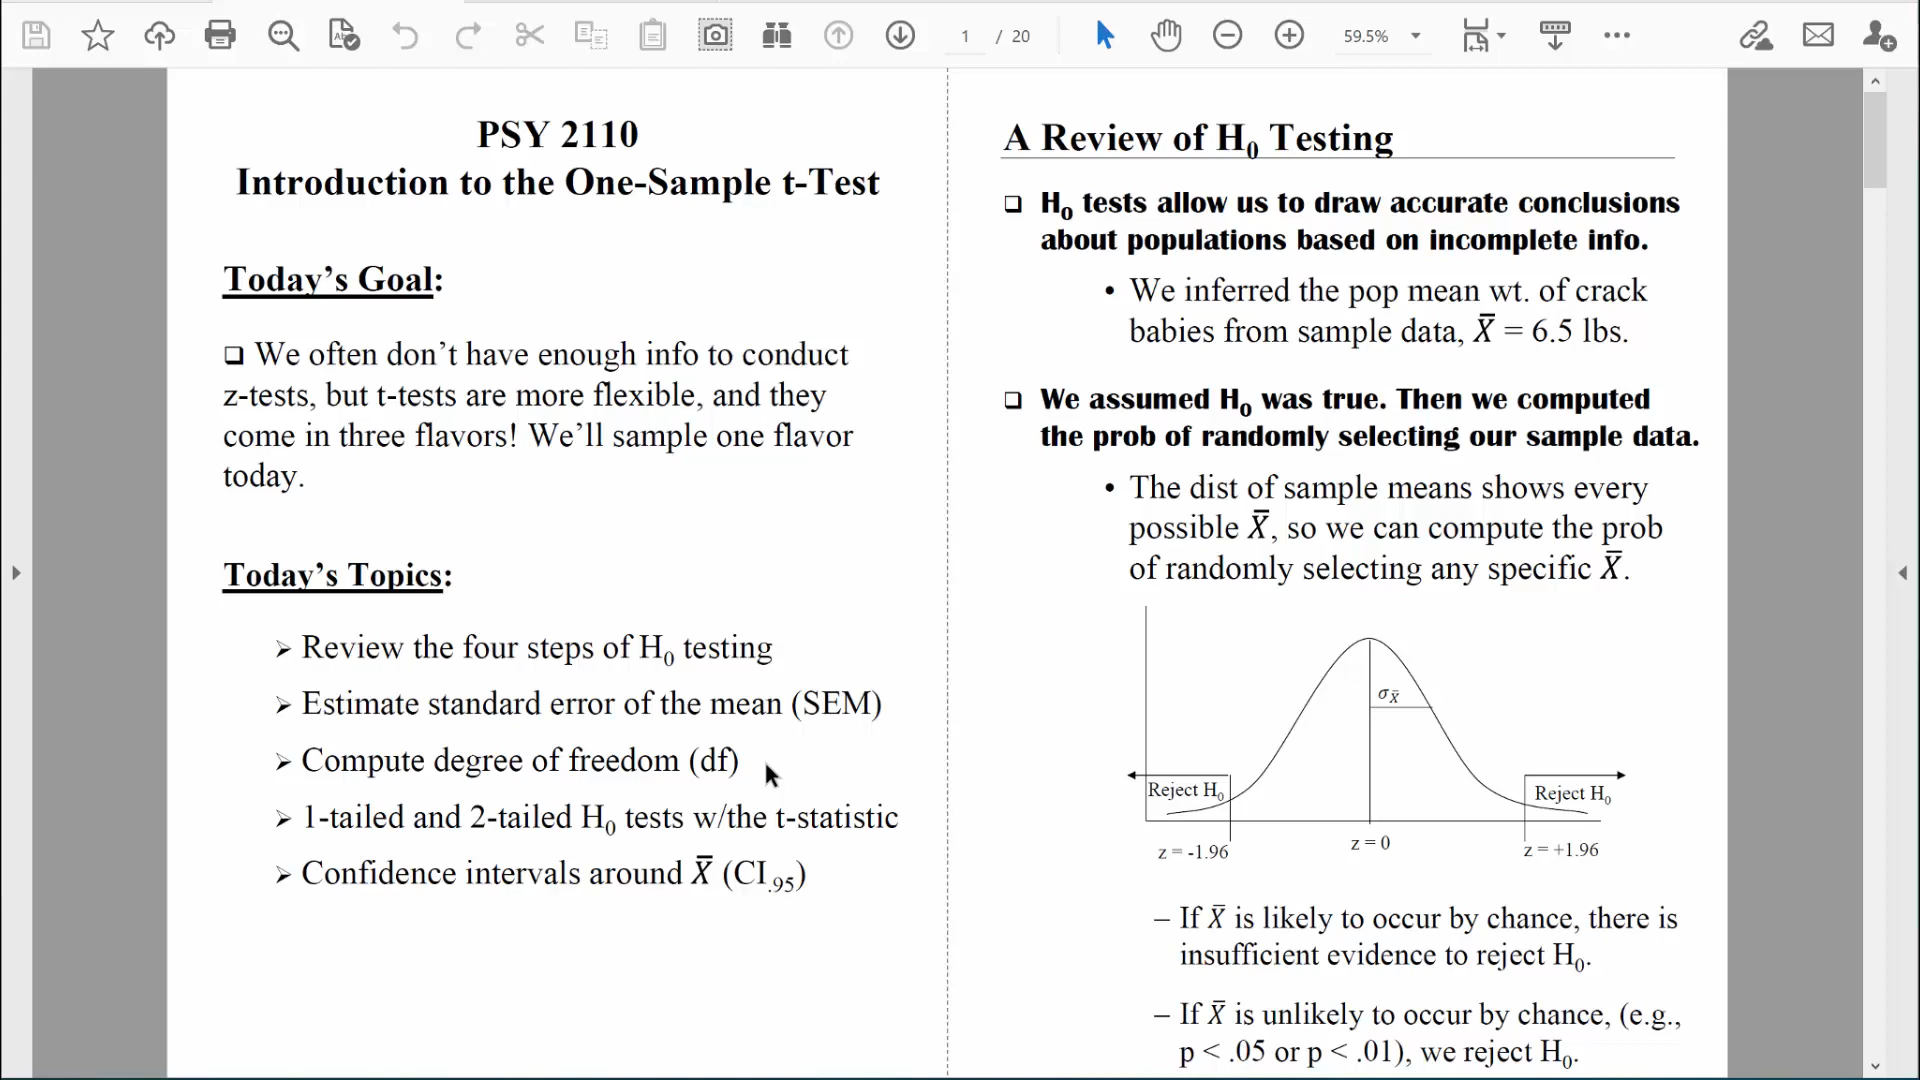 1 / 20
59.5%
PSY 2110
Introduction to the One-Sample t-Test
Today’s Goal:
❑ We often don’t have enough info to conduct
z-tests, but t-tests are more flexible, and they
come in three flavors! We’ll sample one flavor
today.
Today’s Topics:
➢ Review the four steps of H₀ testing
➢ Estimate standard error of the mean (SEM)
➢ Compute degree of freedom (df)
➢ 1-tailed and 2-tailed H₀ tests w/the t-statistic
➢ Confidence intervals around X̅ (CI.₉₅)
A Review of H₀ Testing
❑ H₀ tests allow us to draw accurate conclusions
about populations based on incomplete info.
• We inferred the pop mean wt. of crack
babies from sample data, X̅ = 6.5 lbs.
❑ We assumed H₀ was true. Then we computed
the prob of randomly selecting our sample data.
• The dist of sample means shows every
possible X̅, so we can compute the prob
of randomly selecting any specific X̅.
σX̅
Reject H₀
Reject H₀
z = -1.96
z = 0
z = +1.96
– If X̅ is likely to occur by chance, there is
insufficient evidence to reject H₀.
– If X̅ is unlikely to occur by chance, (e.g.,
p < .05 or p < .01), we reject H₀.